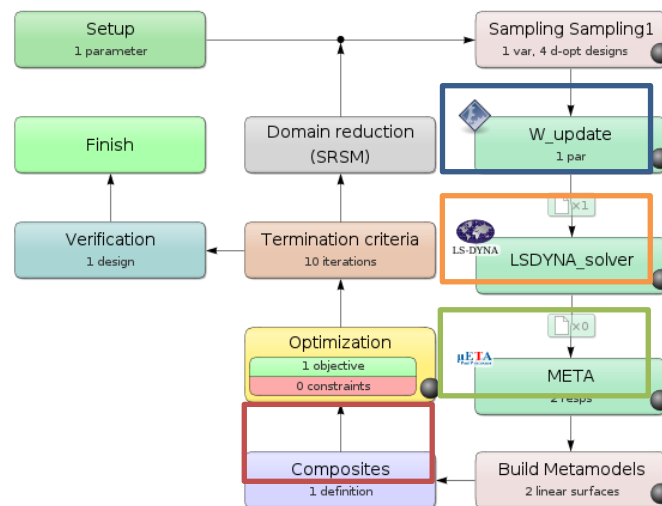 Setup
1 parameter
Sampling Sampling1
1 var, 4 d-opt designs
Finish
Domain reduction
(SRSM)
W_update
1 par
×1
Verification
1 design
Termination criteria
10 iterations
LS-DYNA
LSDYNA_solver
×0
Optimization
1 objective
0 constraints
μETA
META
2 resps
Composites
1 definition
Build Metamodels
2 linear surfaces